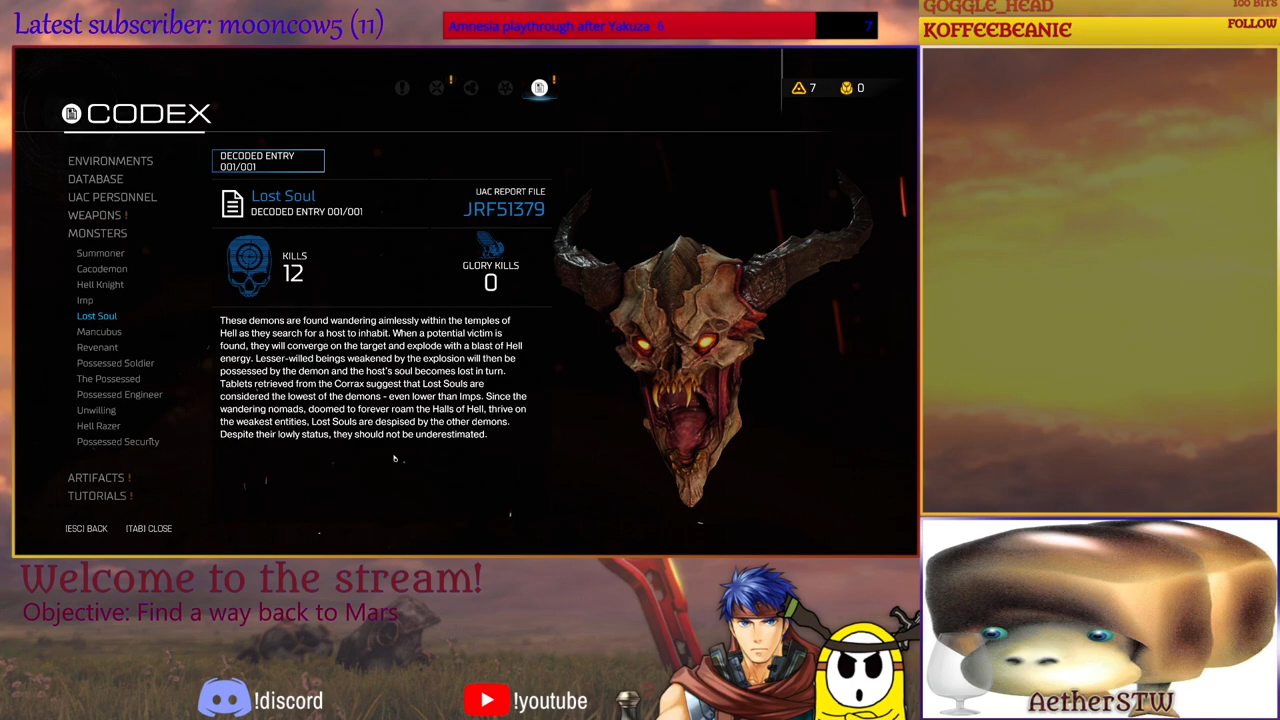 Latest subscriber: mooncow5 (11)
Amnesia playthrough after Yakuza 6
7
GOGGLE_HEAD
100 BITS
KOFFEEBEANIE
FOLLOW
! !
7 0
CODEX
ENVIRONMENTS
DATABASE
UAC PERSONNEL
WEAPONS !
MONSTERS
Summoner
Cacodemon
Hell Knight
Imp
Lost Soul
Mancubus
Revenant
Possessed Soldier
The Possessed
Possessed Engineer
Unwilling
Hell Razer
Possessed Security
ARTIFACTS !
TUTORIALS !
[ESC] BACK [TAB] CLOSE
DECODED ENTRY
001/001
Lost Soul
DECODED ENTRY 001/001
UAC REPORT FILE
JRF51379
KILLS
12
GLORY KILLS
0
These demons are found wandering aimlessly within the temples of
Hell as they search for a host to inhabit. When a potential victim is
found, they will converge on the target and explode with a blast of Hell
energy. Lesser-willed beings weakened by the explosion will then be
possessed by the demon and the host's soul becomes lost in turn.
Tablets retrieved from the Corrax suggest that Lost Souls are
considered the lowest of the demons - even lower than Imps. Since the
wandering nomads, doomed to forever roam the Halls of Hell, thrive on
the weakest entities, Lost Souls are despised by the other demons.
Despite their lowly status, they should not be underestimated.
Welcome to the stream!
Objective: Find a way back to Mars
!discord
!youtube
AetherSTW